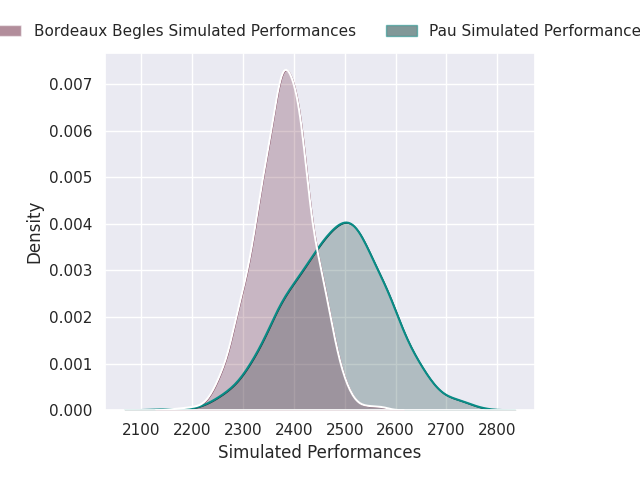 Bordeaux Begles Simulated Performances
Pau Simulated Performance
0.007
0.006
0.005
0.004
0.003
0.002
0.001
0.000
Density
2100 2200 2300 2400 2500 2600 2700 2800
Simulated Performances